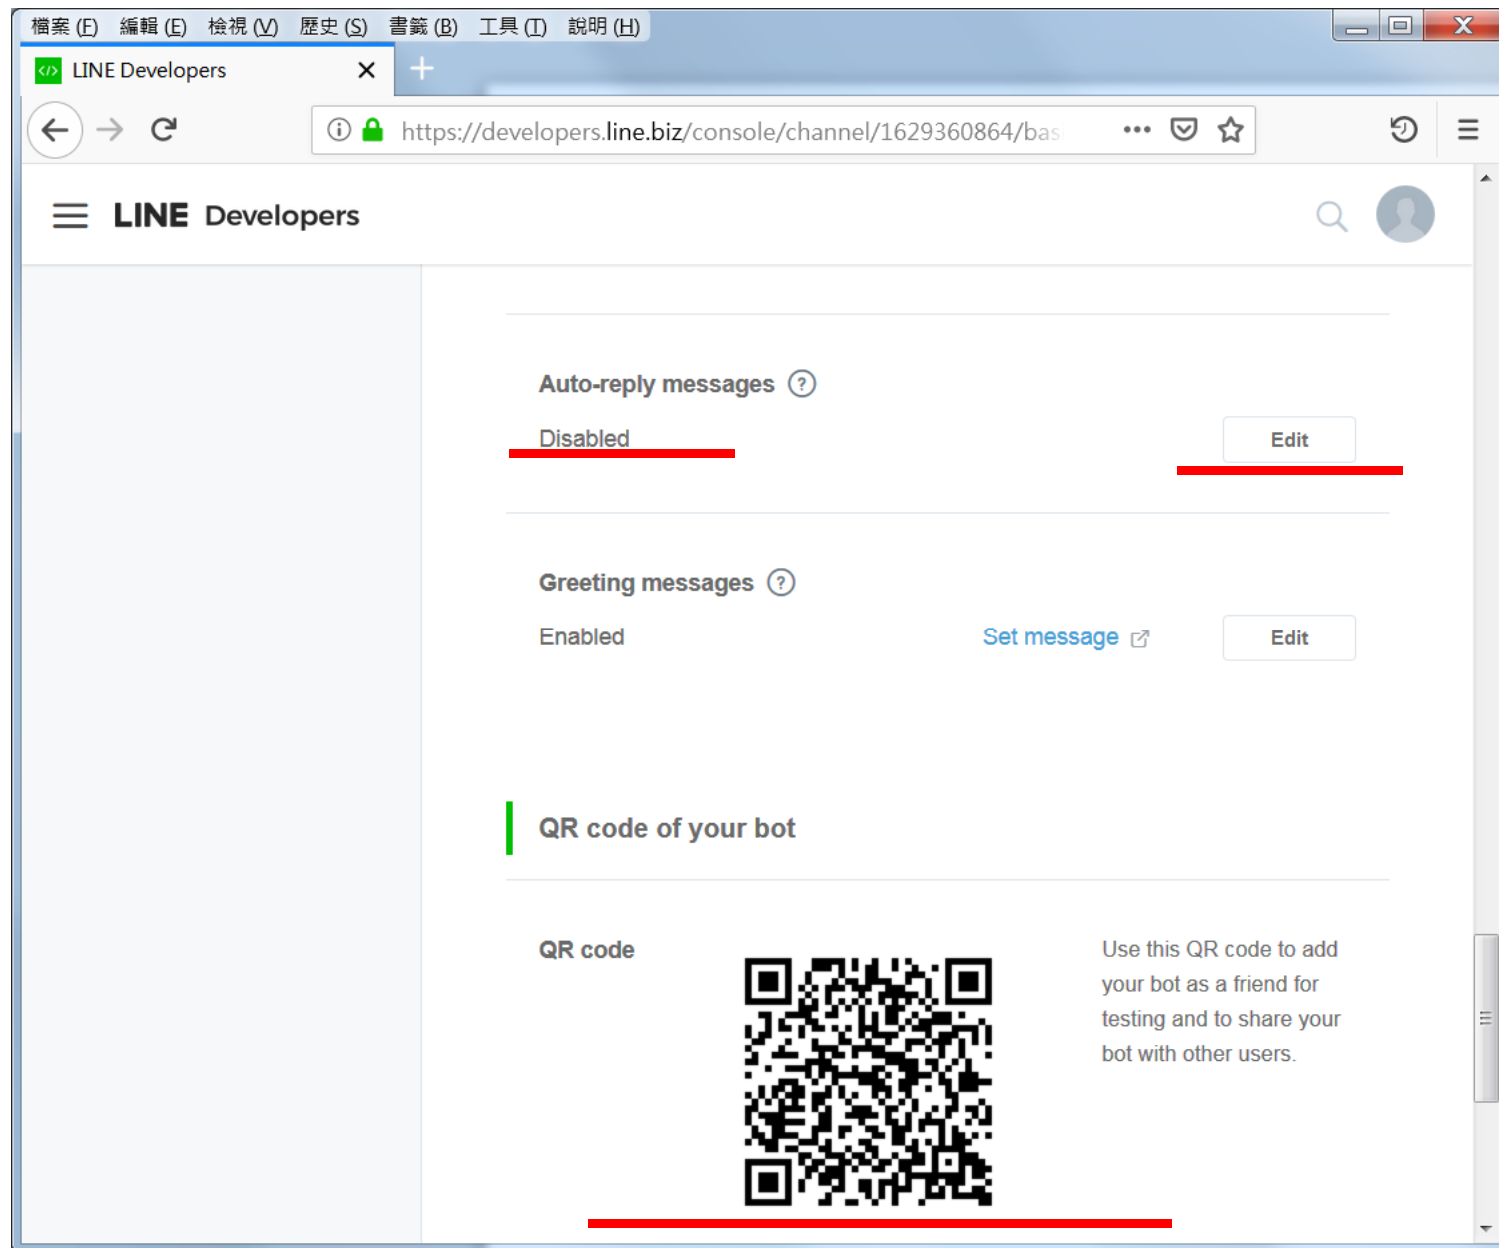 檔案 (F) 編輯 (E) 檢視 (V) 歷史 (S) 書籤 (B) 工具 (T) 說明 (H)
LINE Developers
https://developers.line.biz/console/channel/1629360864/bas
LINE Developers
Auto-reply messages ?
Disabled Edit
Greeting messages ?
Enabled Set message Edit
QR code of your bot
QR code
Use this QR code to add
your bot as a friend for
testing and to share your
bot with other users.